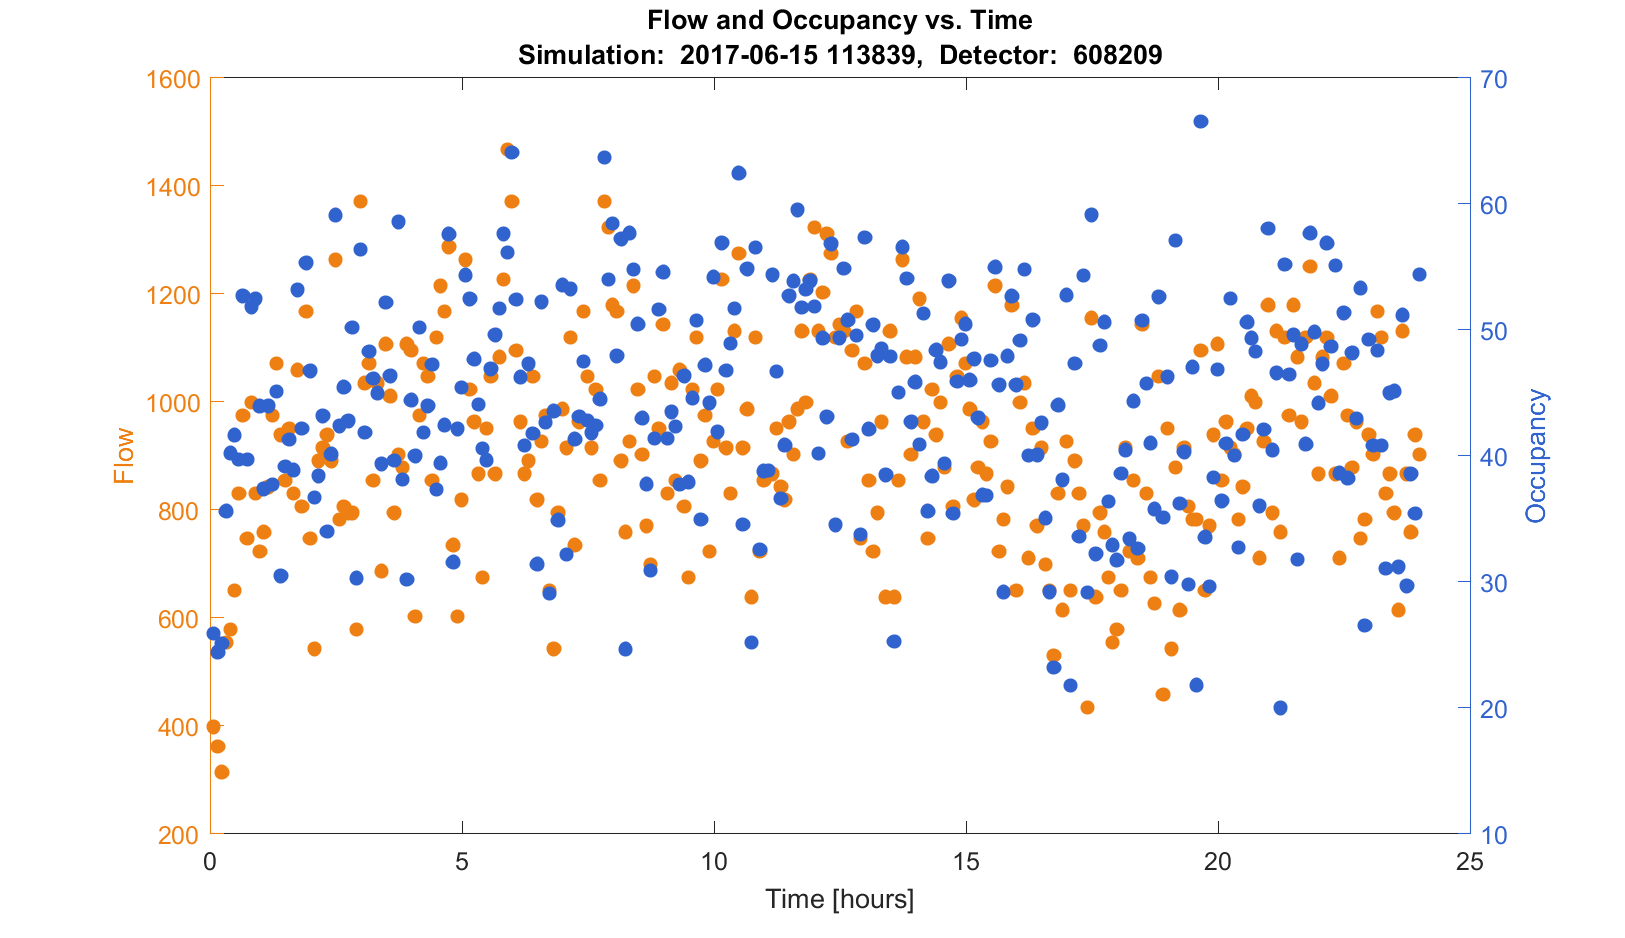 Flow and Occupancy vs. Time
Simulation:  2017-06-15 113839,  Detector:  608209
1600
1400
1200
1000
800
600
400
200
Flow
70
60
50
40
30
20
10
Occupancy
0 5 10 15 20 25
Time [hours]